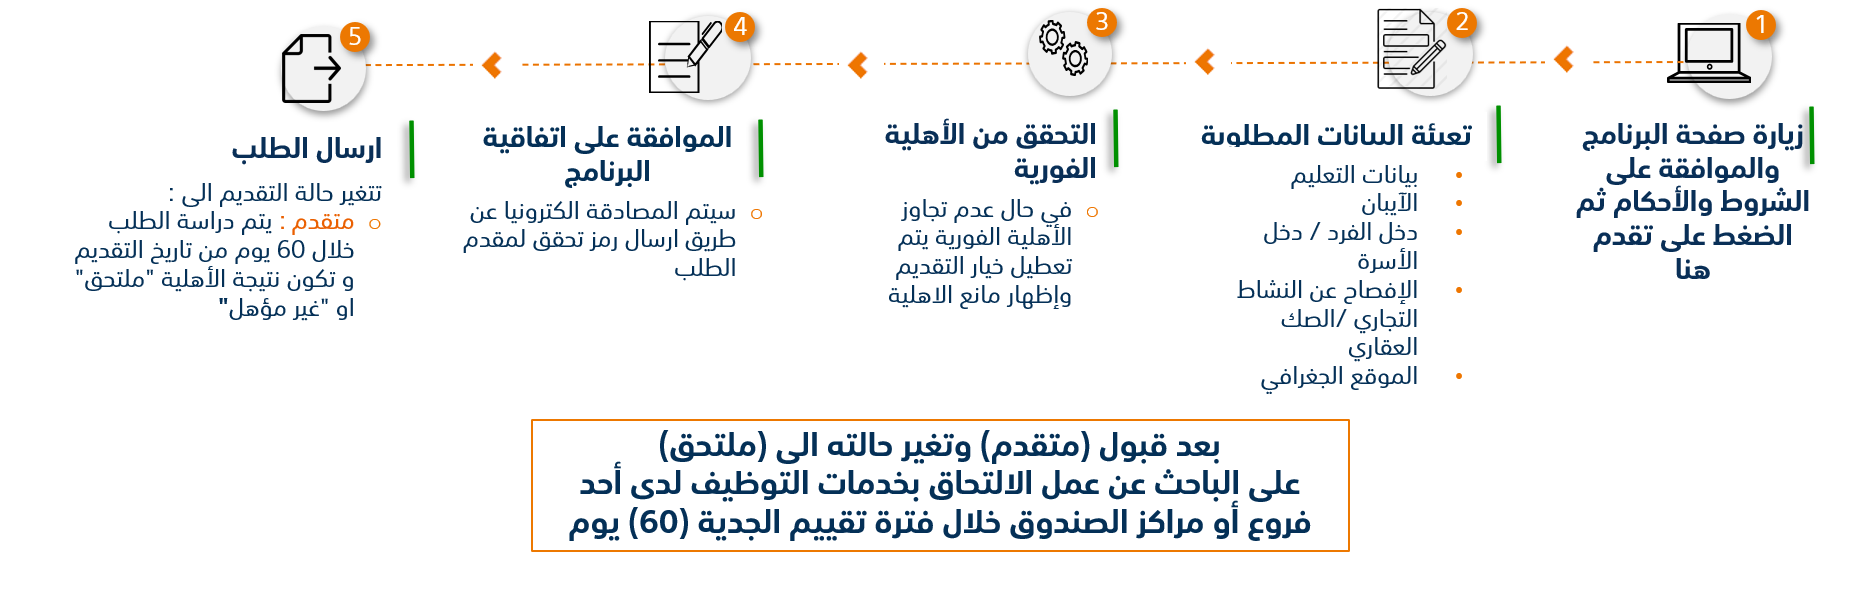 1
زيارة صفحة البرنامج
والموافقة على
الشروط والأحكام ثم
الضغط على تقدم
هنا
2
تعبئة البيانات المطلوبة
• بيانات التعليم
• الآيبان
• دخل الفرد / دخل
الأسرة
• الإفصاح عن النشاط
التجاري /الصك
العقاري
• الموقع الجغرافي
3
التحقق من الأهلية
الفورية
o في حال عدم تجاوز
الأهلية الفورية يتم
تعطيل خيار التقديم
وإظهار مانع الاهلية
4
الموافقة على اتفاقية
البرنامج
o سيتم المصادقة الكترونيا عن
طريق ارسال رمز تحقق لمقدم
الطلب
5
ارسال الطلب
تتغير حالة التقديم الى :
o متقدم : يتم دراسة الطلب
خلال 60 يوم من تاريخ التقديم
و تكون نتيجة الأهلية "ملتحق"
او "غير مؤهل"
بعد قبول (متقدم) وتغير حالته الى (ملتحق)
على الباحث عن عمل الالتحاق بخدمات التوظيف لدى أحد
فروع أو مراكز الصندوق خلال فترة تقييم الجدية (60) يوم